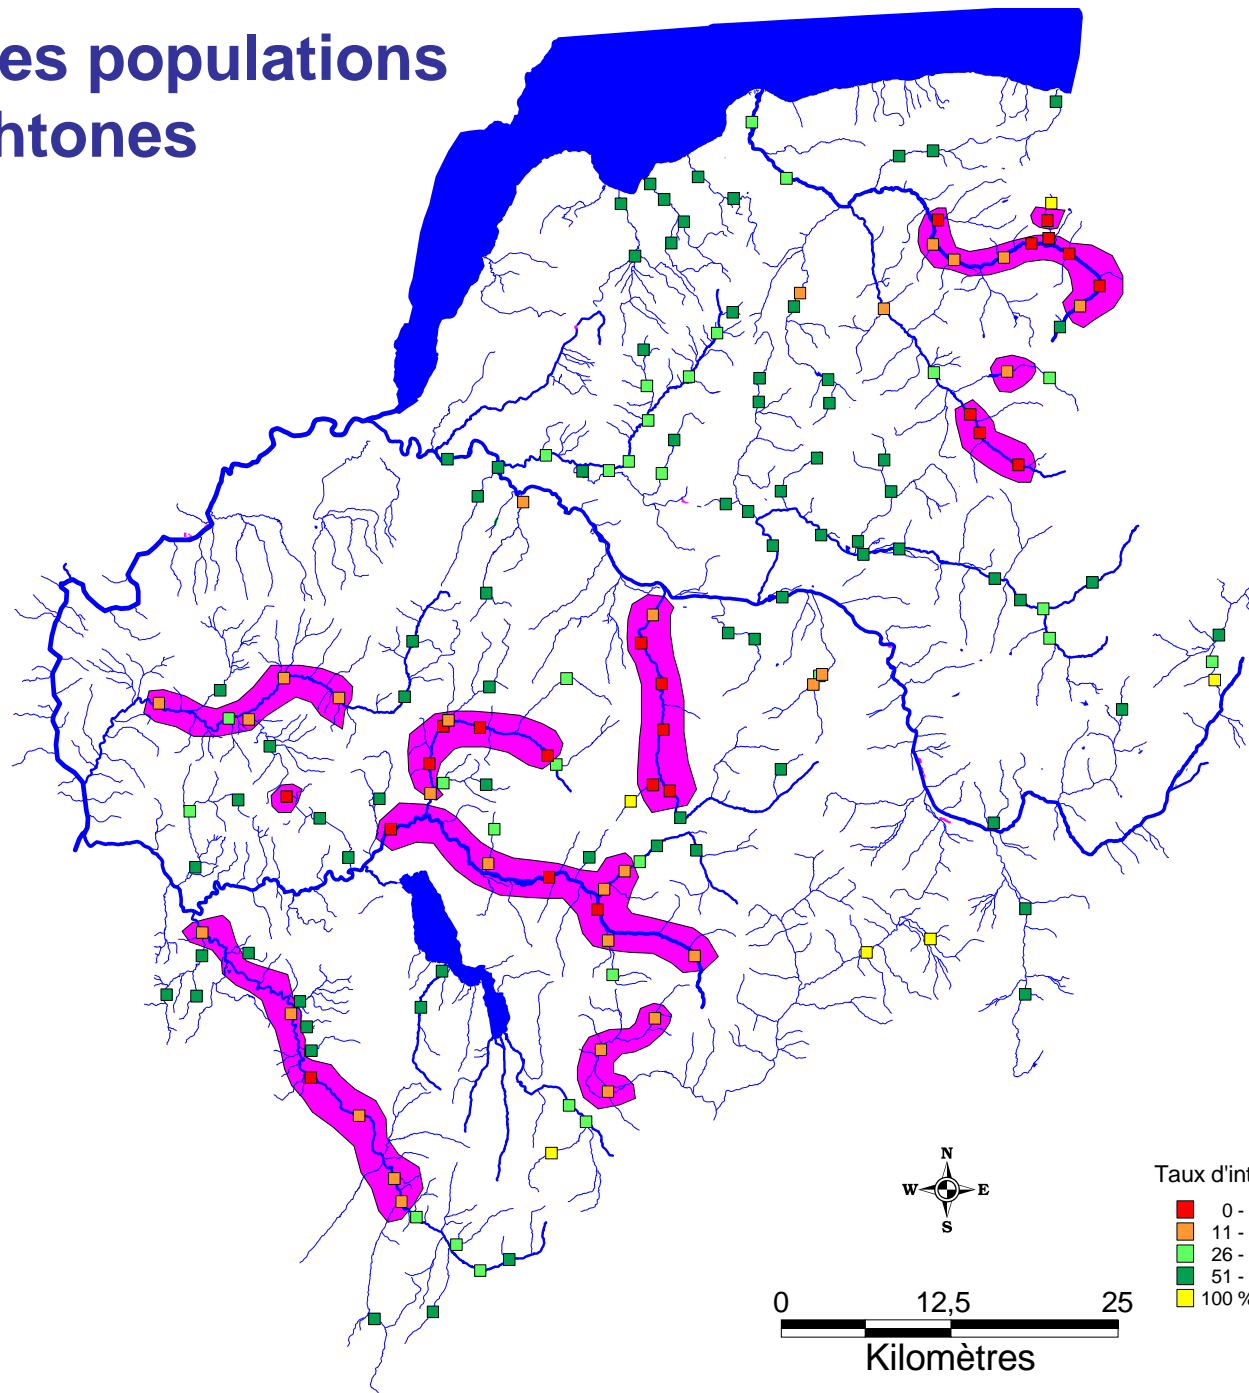 es populations
htones
N
W E
S
Taux d'int
0 -
11 -
26 -
51 -
100 %
0 12,5 25
Kilomètres